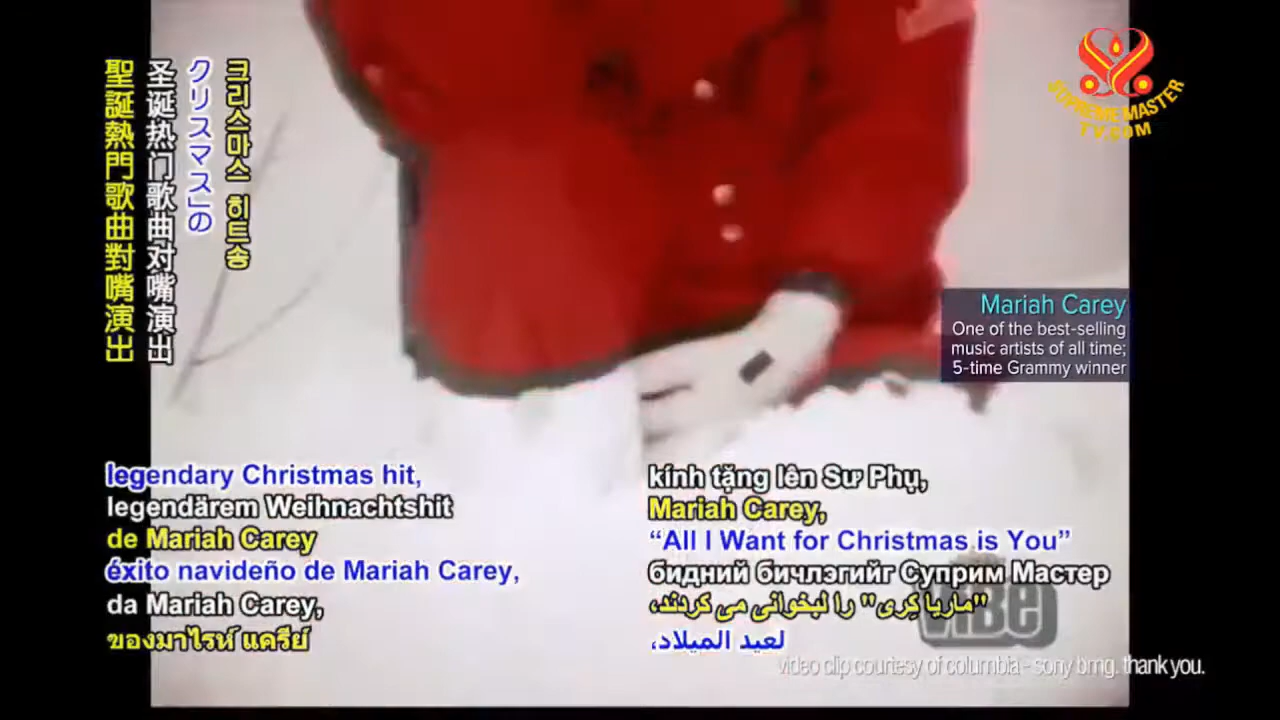 聖誕熱門歌曲對嘴演出
圣诞热门歌曲对嘴演出
クリスマス」の
크리스마스 히트송
SUPREME MASTER
TV.COM
Mariah Carey
One of the best-selling
music artists of all time;
5-time Grammy winner
legendary Christmas hit,
legendärem Weihnachtshit
de Mariah Carey
éxito navideño de Mariah Carey,
da Mariah Carey,
ของมาไรห์ แครีย์
kính tặng lên Sư Phụ,
Mariah Carey,
“All I Want for Christmas is You”
бидний бичлэгийг Суприм Мастер
"ماریا کِری" را لبخوانی می کردند،
لعيد الميلاد،
VIBE
video clip courtesy of columbia - sony bmg. thank you.